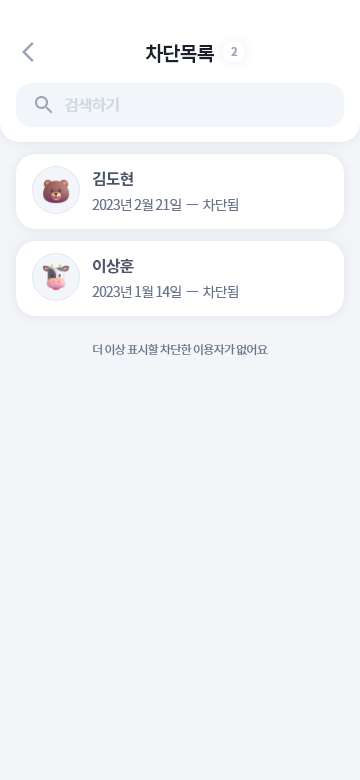 차단목록 2
검색하기
김도현
2023년 2월 21일 — 차단됨
이상훈
2023년 1월 14일 — 차단됨
더 이상 표시할 차단한 이용자가 없어요